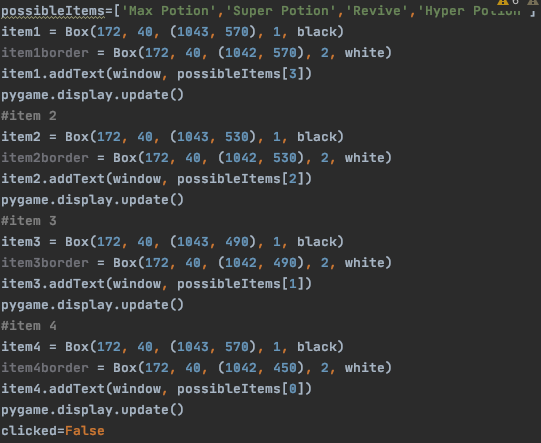 possibleItems=['Max Potion','Super Potion','Revive','Hyper Potion']
item1 = Box(172, 40, (1043, 570), 1, black)
item1border = Box(172, 40, (1042, 570), 2, white)
item1.addText(window, possibleItems[3])
pygame.display.update()
#item 2
item2 = Box(172, 40, (1043, 530), 1, black)
item2border = Box(172, 40, (1042, 530), 2, white)
item2.addText(window, possibleItems[2])
pygame.display.update()
#item 3
item3 = Box(172, 40, (1043, 490), 1, black)
item3border = Box(172, 40, (1042, 490), 2, white)
item3.addText(window, possibleItems[1])
pygame.display.update()
#item 4
item4 = Box(172, 40, (1043, 570), 1, black)
item4border = Box(172, 40, (1042, 450), 2, white)
item4.addText(window, possibleItems[0])
pygame.display.update()
clicked=False